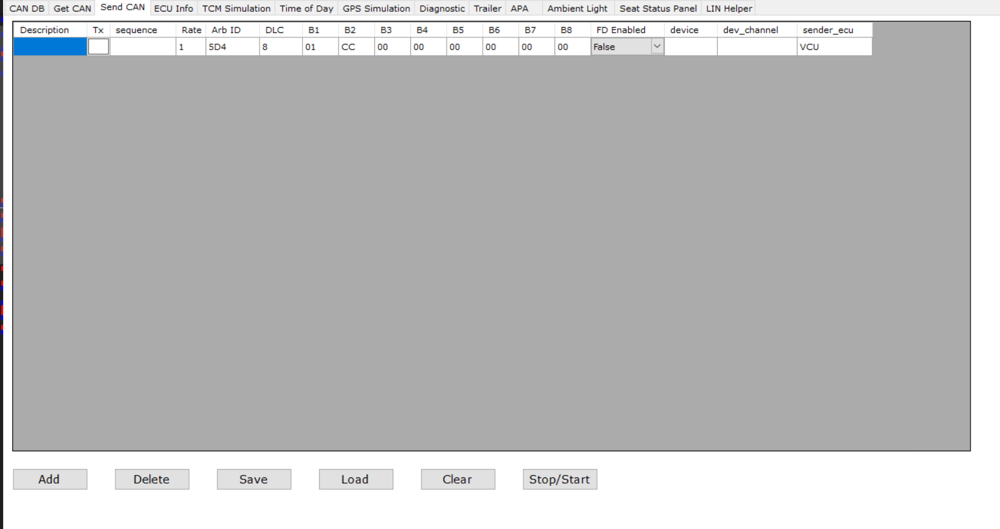 CAN DB Get CAN Send CAN ECU Info TCM Simulation Time of Day GPS Simulation Diagnostic Trailer APA Ambient Light Seat Status Panel LIN Helper
Description Tx sequence Rate Arb ID DLC B1 B2 B3 B4 B5 B6 B7 B8 FD Enabled device dev_channel sender_ecu
1 5D4 8 01 CC 00 00 00 00 00 00 False VCU
Add Delete Save Load Clear Stop/Start